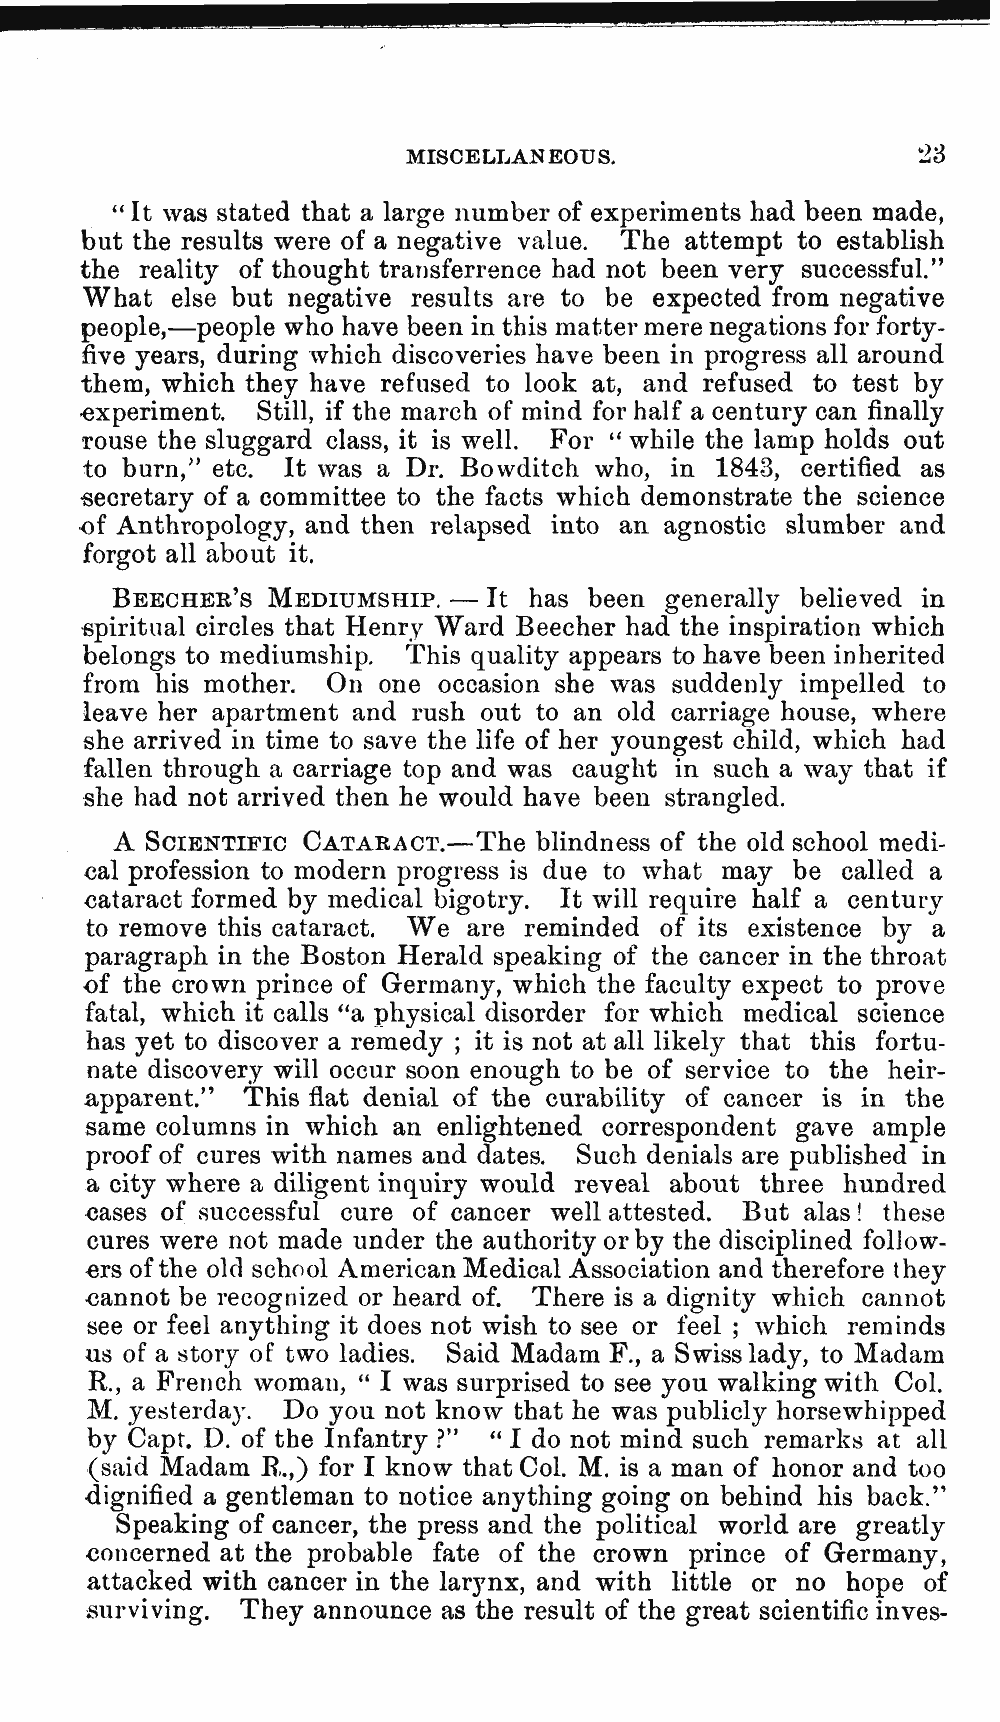 MISCELLANEOUS. 23
"It was stated that a large number of experiments had been made,
but the results were of a negative value. The attempt to establish
the reality of thought transferrence had not been very successful."
What else but negative results are to be expected from negative
people,—people who have been in this matter mere negations for forty-
five years, during which discoveries have been in progress all around
them, which they have refused to look at, and refused to test by
experiment. Still, if the march of mind for half a century can finally
rouse the sluggard class, it is well. For "while the lamp holds out
to burn," etc. It was a Dr. Bowditch who, in 1843, certified as
secretary of a committee to the facts which demonstrate the science
of Anthropology, and then relapsed into an agnostic slumber and
forgot all about it.
BEECHER'S MEDIUMSHIP. — It has been generally believed in
spiritual circles that Henry Ward Beecher had the inspiration which
belongs to mediumship. This quality appears to have been inherited
from his mother. On one occasion she was suddenly impelled to
leave her apartment and rush out to an old carriage house, where
she arrived in time to save the life of her youngest child, which had
fallen through a carriage top and was caught in such a way that if
she had not arrived then he would have been strangled.
A SCIENTIFIC CATARACT.—The blindness of the old school medi-
cal profession to modern progress is due to what may be called a
cataract formed by medical bigotry. It will require half a century
to remove this cataract. We are reminded of its existence by a
paragraph in the Boston Herald speaking of the cancer in the throat
of the crown prince of Germany, which the faculty expect to prove
fatal, which it calls "a physical disorder for which medical science
has yet to discover a remedy ; it is not at all likely that this fortu-
nate discovery will occur soon enough to be of service to the heir-
apparent." This flat denial of the curability of cancer is in the
same columns in which an enlightened correspondent gave ample
proof of cures with names and dates. Such denials are published in
a city where a diligent inquiry would reveal about three hundred
cases of successful cure of cancer well attested. But alas! these
cures were not made under the authority or by the disciplined follow-
ers of the old school American Medical Association and therefore they
cannot be recognized or heard of. There is a dignity which cannot
see or feel anything it does not wish to see or feel ; which reminds
us of a story of two ladies. Said Madam F., a Swiss lady, to Madam
R., a French woman, " I was surprised to see you walking with Col.
M. yesterday. Do you not know that he was publicly horsewhipped
by Capt. D. of the Infantry ?" " I do not mind such remarks at all
(said Madam R.,) for I know that Col. M. is a man of honor and too
dignified a gentleman to notice anything going on behind his back."
Speaking of cancer, the press and the political world are greatly
concerned at the probable fate of the crown prince of Germany,
attacked with cancer in the larynx, and with little or no hope of
surviving. They announce as the result of the great scientific inves-